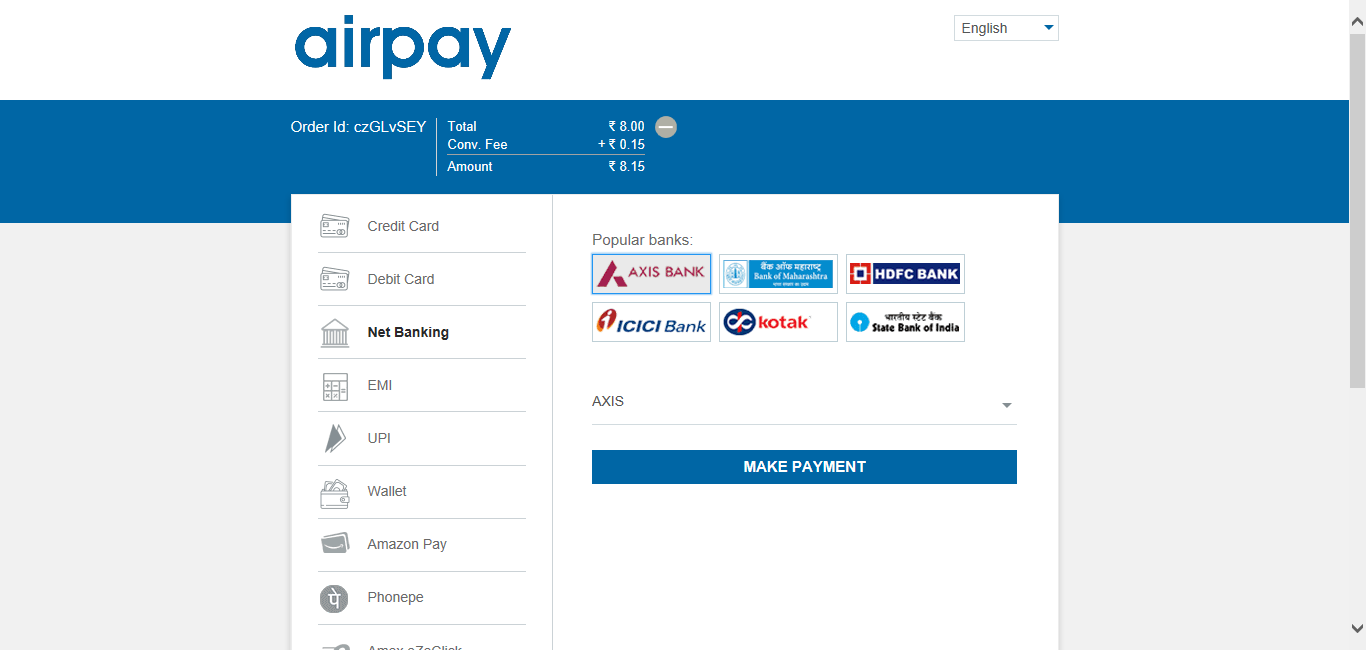 airpay
English
Order Id: czGLvSEY
Total ₹ 8.00
Conv. Fee + ₹ 0.15
Amount ₹ 8.15
Credit Card
Debit Card
Net Banking
EMI
UPI
Wallet
Amazon Pay
Phonepe
Amex eZeClick
Popular banks:
AXIS BANK
बैंक ऑफ महाराष्ट्र
Bank of Maharashtra
HDFC BANK
ICICI Bank
kotak
भारतीय स्टेट बैंक
State Bank of India
AXIS
MAKE PAYMENT